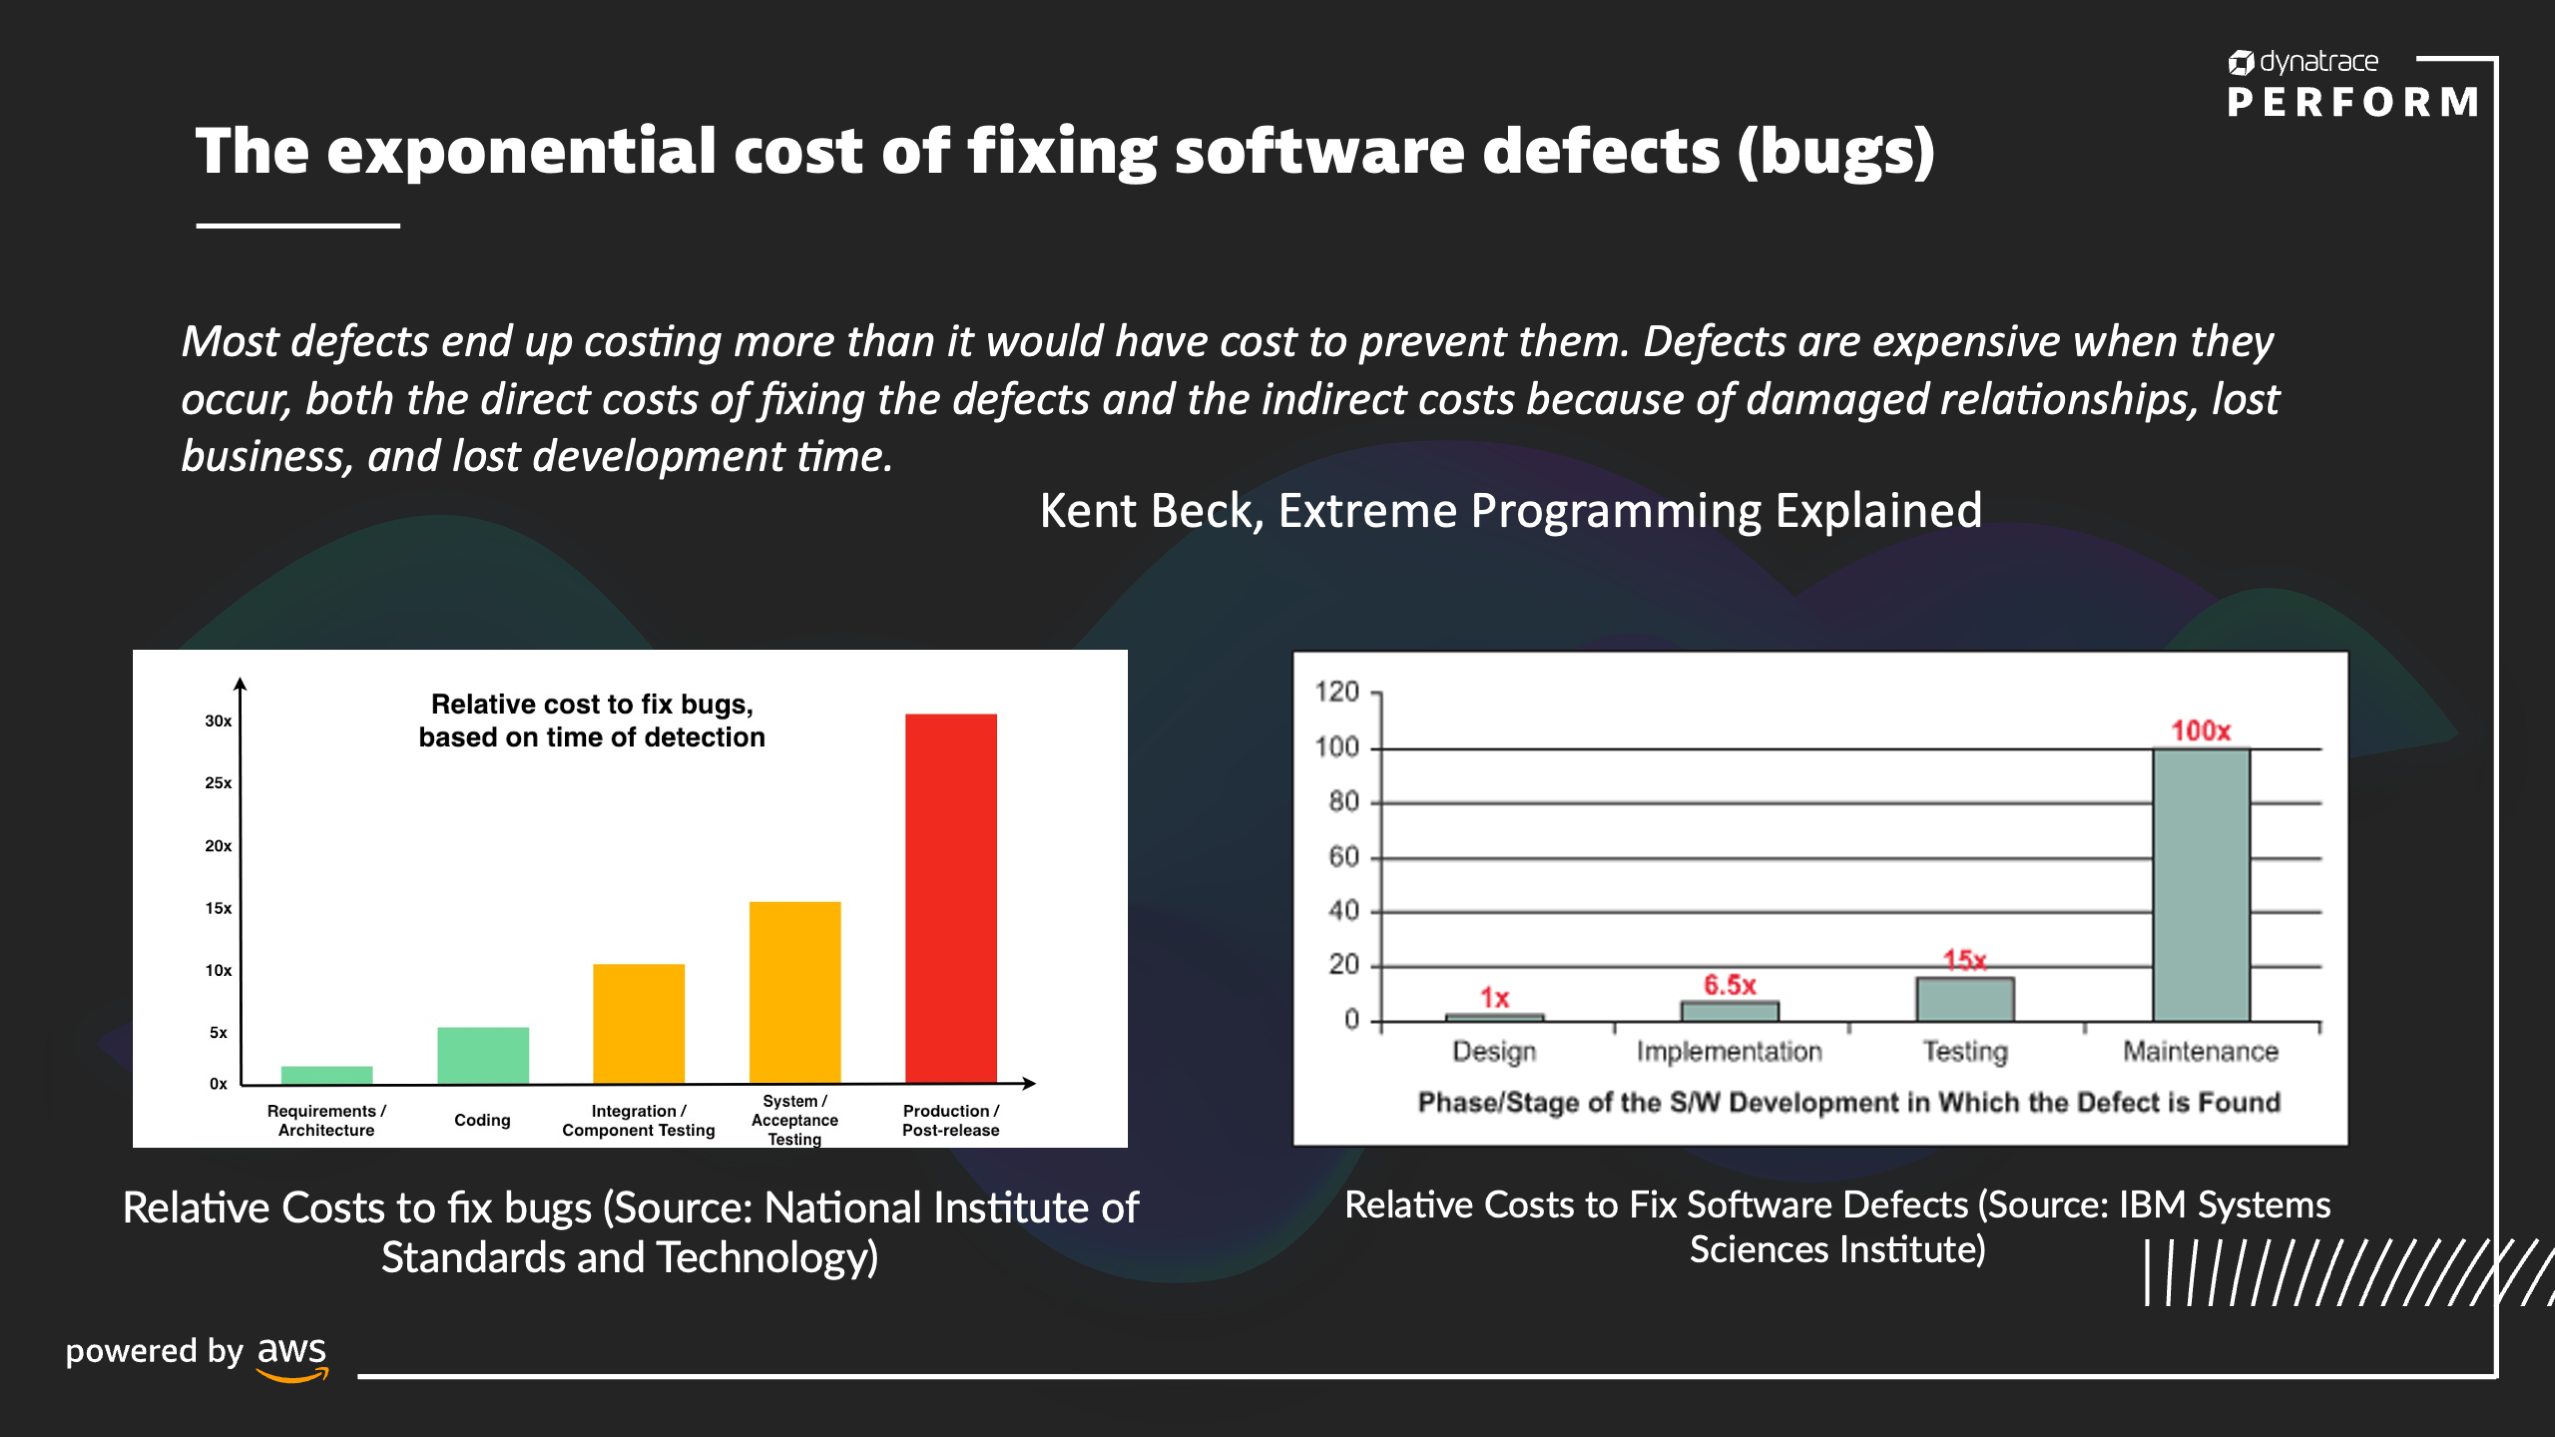 dynatrace
PERFORM
The exponential cost of fixing software defects (bugs)
Most defects end up costing more than it would have cost to prevent them. Defects are expensive when they
occur, both the direct costs of fixing the defects and the indirect costs because of damaged relationships, lost
business, and lost development time.
Kent Beck, Extreme Programming Explained
Relative cost to fix bugs,
based on time of detection
30x
25x
20x
15x
10x
5x
0x
Requirements /
Architecture
Coding
Integration /
Component Testing
System /
Acceptance
Testing
Production /
Post-release
Relative Costs to fix bugs (Source: National Institute of
Standards and Technology)
120
100
80
60
40
20
0
1x
6.5x
15x
100x
Design
Implementation
Testing
Maintenance
Phase/Stage of the S/W Development in Which the Defect is Found
Relative Costs to Fix Software Defects (Source: IBM Systems
Sciences Institute)
powered by aws